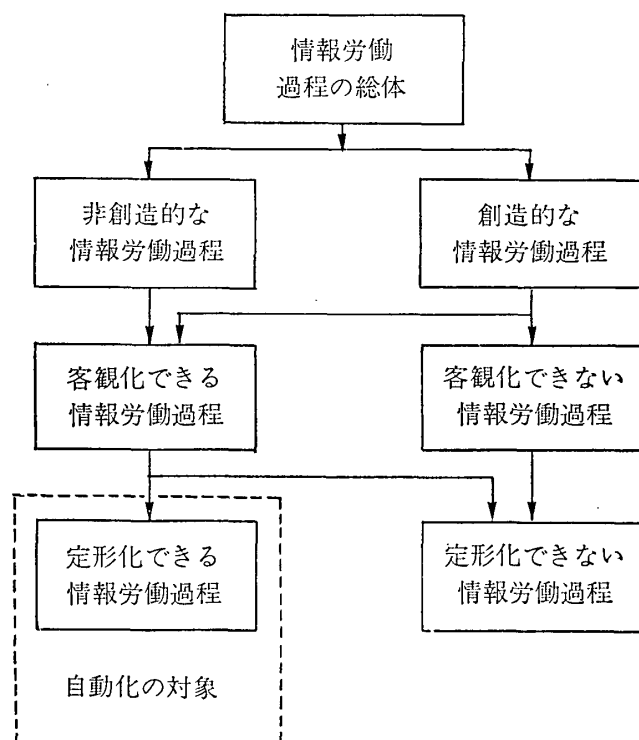 情報労働
過程の総体
非創造的な
情報労働過程
創造的な
情報労働過程
客観化できる
情報労働過程
客観化できない
情報労働過程
定形化できる
情報労働過程
定形化できない
情報労働過程
自動化の対象